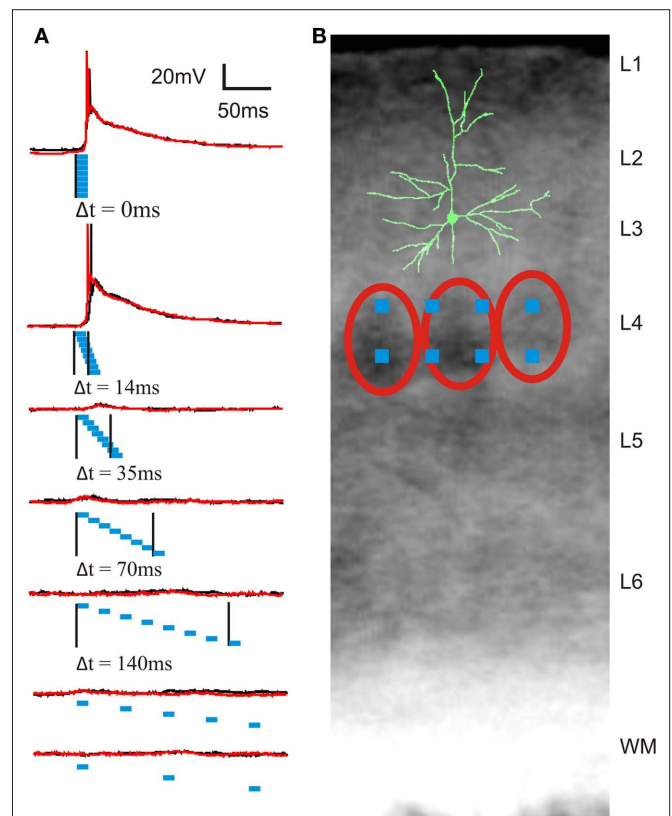 A
20mV
50ms
Δt = 0ms
Δt = 14ms
Δt = 35ms
Δt = 70ms
Δt = 140ms
B
L1
L2
L3
L4
L5
L6
WM